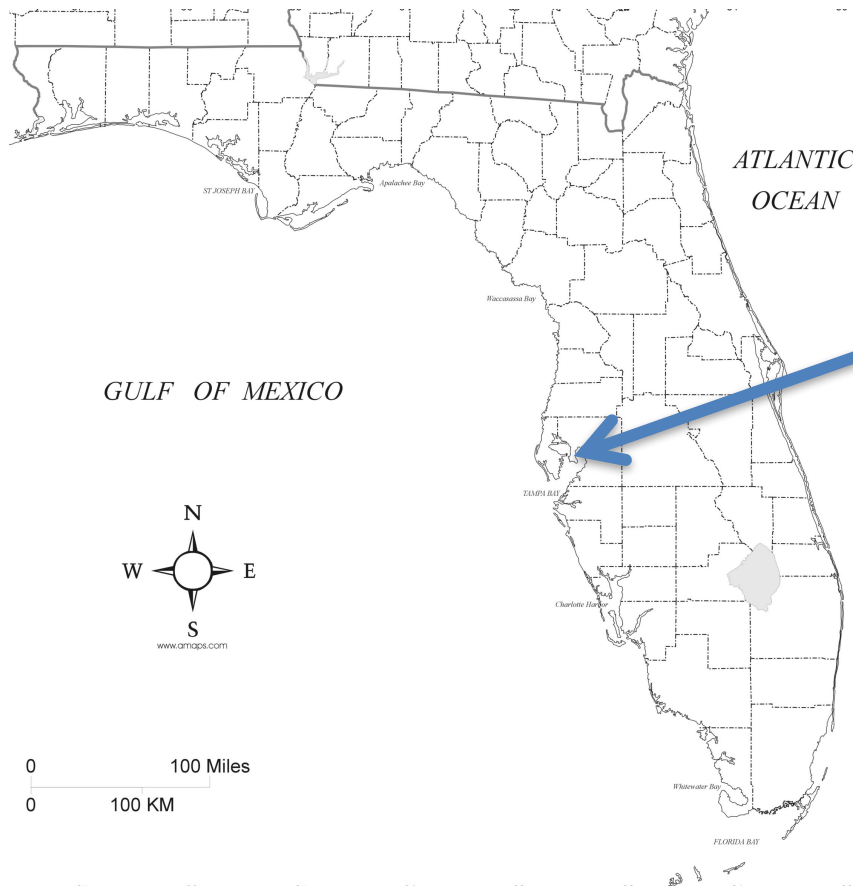 ATLANTIC
OCEAN
ST JOSEPH BAY
Apalachee Bay
Waccasassa Bay
GULF OF MEXICO
TAMPA BAY
N
W E
S
www.amaps.com
Charlotte Harbor
0 100 Miles
0 100 KM
Whitewater Bay
FLORIDA BAY